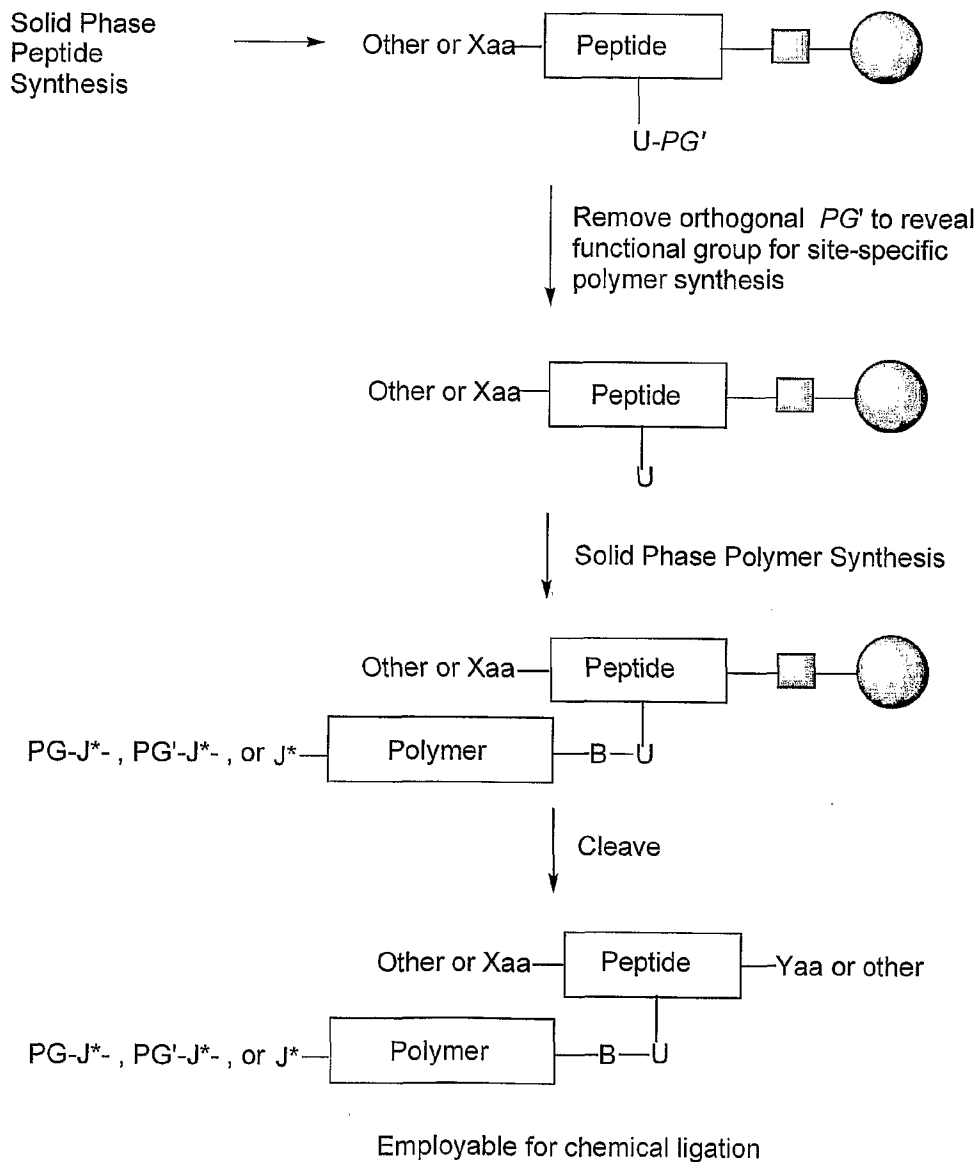 Solid Phase
Peptide
Synthesis
Other or Xaa
Peptide
U-PG'
Remove orthogonal PG' to reveal
functional group for site-specific
polymer synthesis
Other or Xaa
Peptide
U
Solid Phase Polymer Synthesis
Other or Xaa
Peptide
PG-J*- , PG'-J*- , or J*
Polymer
B
U
Cleave
Other or Xaa
Peptide
Yaa or other
PG-J*- , PG'-J*- , or J*
Polymer
B
U
Employable for chemical ligation